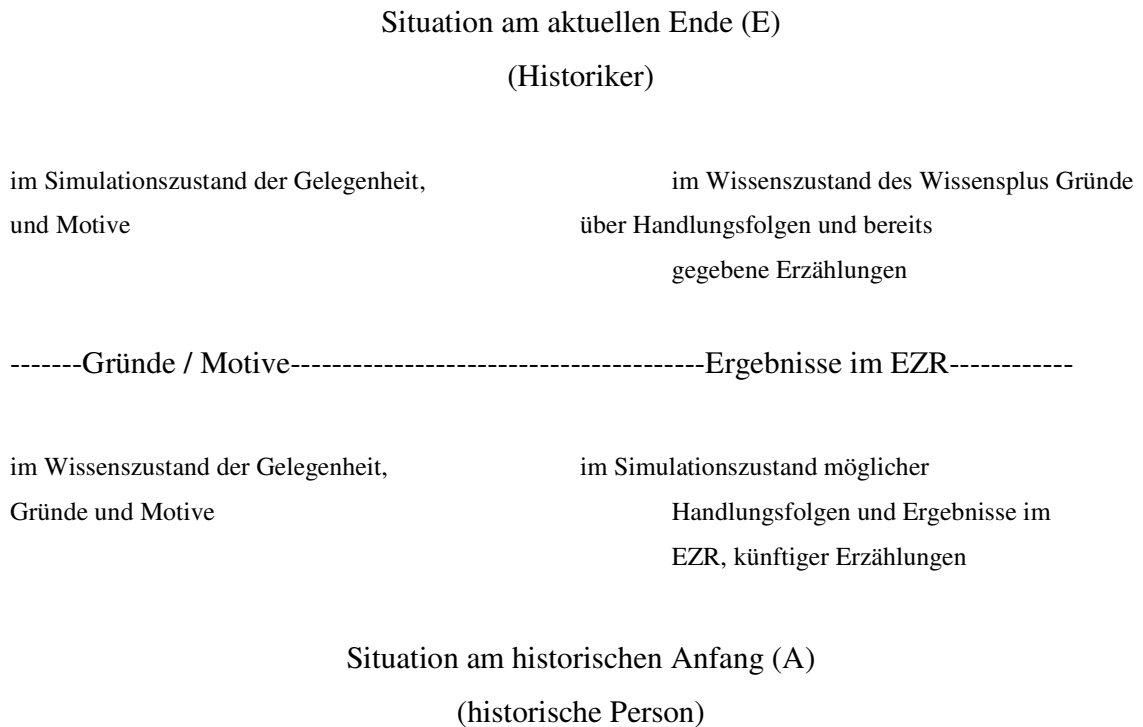 Situation am aktuellen Ende (E)
(Historiker)
im Simulationszustand der Gelegenheit, im Wissenszustand des Wissensplus Gründe
und Motive über Handlungsfolgen und bereits
gegebene Erzählungen
-------Gründe / Motive----------------------------------------Ergebnisse im EZR------------
im Wissenszustand der Gelegenheit, im Simulationszustand möglicher
Gründe und Motive Handlungsfolgen und Ergebnisse im
EZR, künftiger Erzählungen
Situation am historischen Anfang (A)
(historische Person)